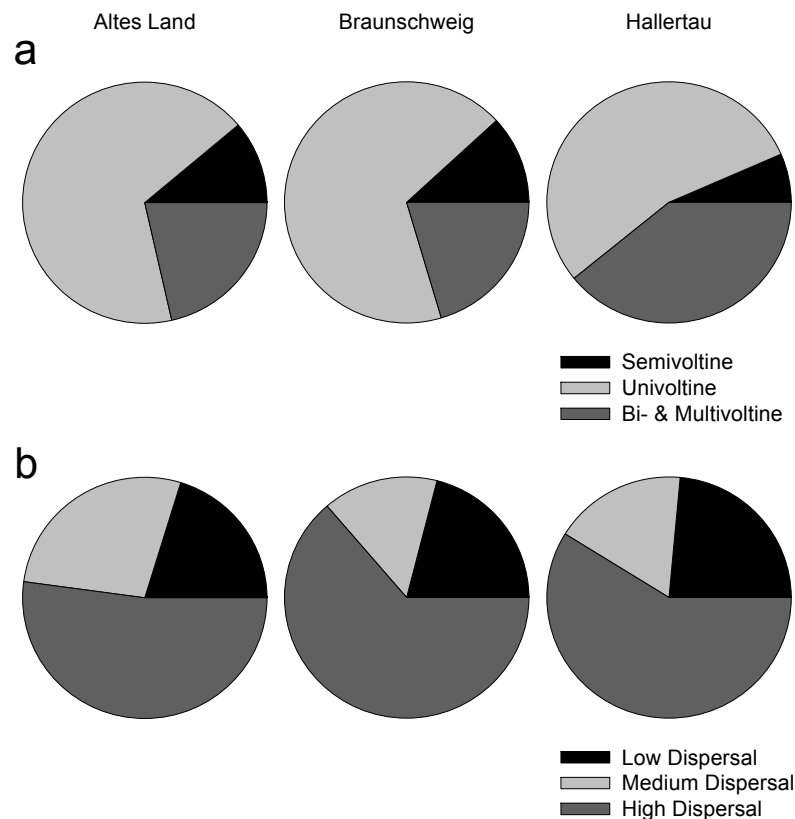 Altes Land Braunschweig Hallertau
a
Semivoltine
Univoltine
Bi- & Multivoltine
b
Low Dispersal
Medium Dispersal
High Dispersal